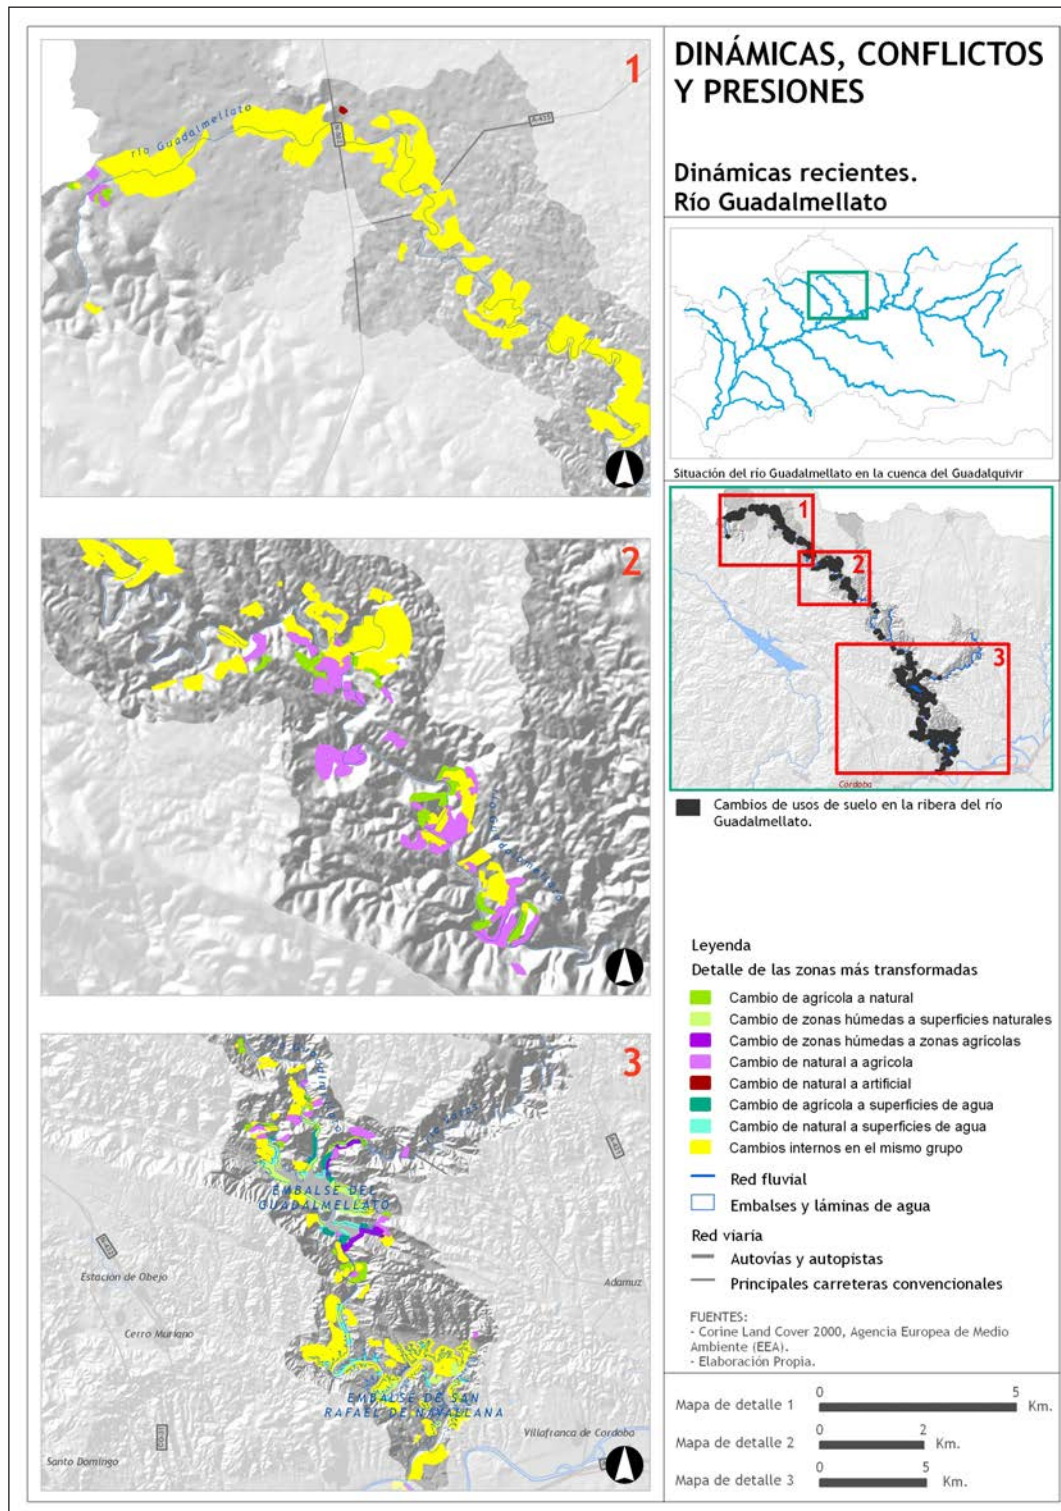 DINÁMICAS, CONFLICTOS
Y PRESIONES
Dinámicas recientes.
Río Guadalmellato
1
río Guadalmellato
A-435
Situación del río Guadalmellato en la cuenca del Guadalquivir
1
2
3
Córdoba
Cambios de usos de suelo en la ribera del río
Guadalmellato.
2
río Guadalmellato
3
EMBALSE DEL
GUADALMELLATO
Estación de Obejo
Adamuz
Cerro Muriano
EMBALSE DE SAN
RAFAEL DE NAVALLANA
Villafranca de Cordoba
Santo Domingo
Leyenda
Detalle de las zonas más transformadas
Cambio de agrícola a natural
Cambio de zonas húmedas a superficies naturales
Cambio de zonas húmedas a zonas agrícolas
Cambio de natural a agrícola
Cambio de natural a artificial
Cambio de agrícola a superficies de agua
Cambio de natural a superficies de agua
Cambios internos en el mismo grupo
Red fluvial
Embalses y láminas de agua
Red viaria
Autovías y autopistas
Principales carreteras convencionales
FUENTES:
- Corine Land Cover 2000, Agencia Europea de Medio
Ambiente (EEA).
- Elaboración Propia.
Mapa de detalle 1 0 5 Km.
Mapa de detalle 2 0 2 Km.
Mapa de detalle 3 0 5 Km.